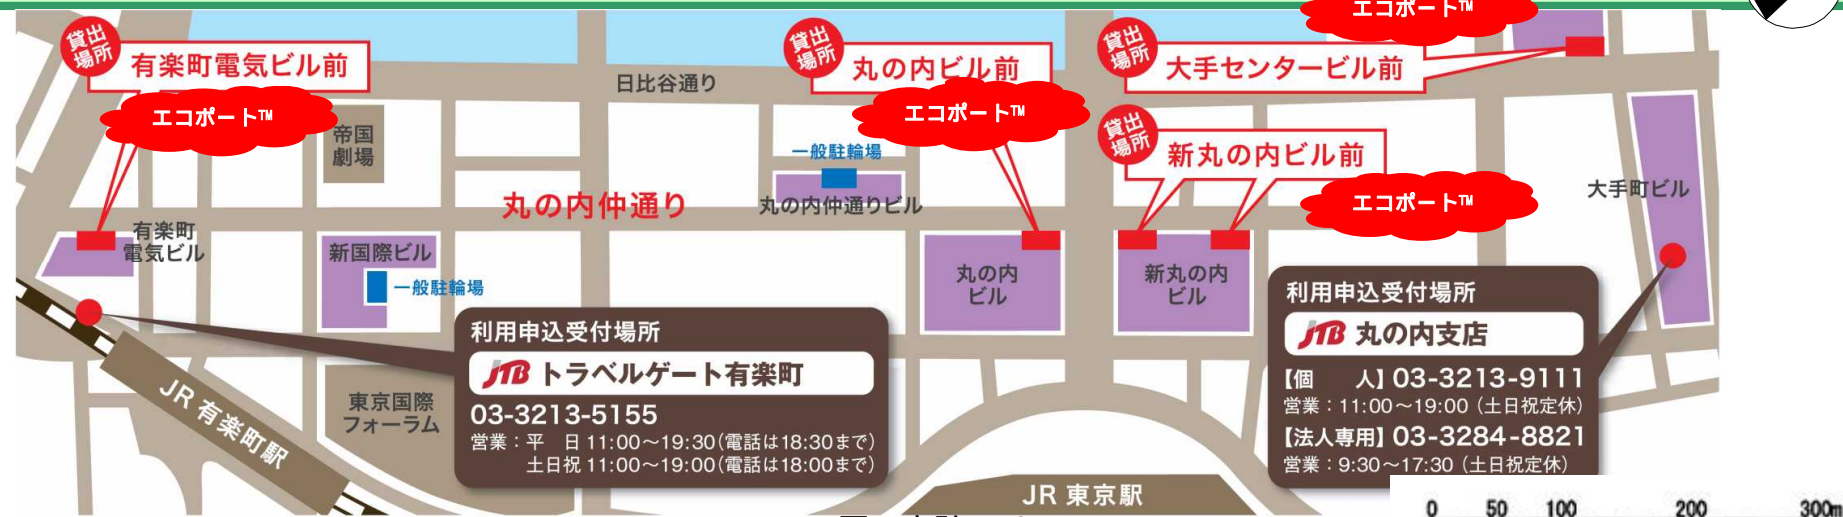 エコポート™
貸出
場所
有楽町電気ビル前
エコポート™
貸出
場所
丸の内ビル前
エコポート™
貸出
場所
大手センタービル前
貸出
場所
新丸の内ビル前
エコポート™
日比谷通り
帝国
劇場
一般駐輪場
丸の内仲通りビル
丸の内仲通り
大手町ビル
有楽町
電気ビル
新国際ビル
一般駐輪場
丸の内
ビル
新丸の内
ビル
利用申込受付場所
JTB トラベルゲート有楽町
03-3213-5155
営業：平　日 11:00～19:30（電話は18:30まで）
土日祝 11:00～19:00（電話は18:00まで）
利用申込受付場所
JTB 丸の内支店
【個　　人】03-3213-9111
営業：11:00～19:00（土日祝定休）
【法人専用】03-3284-8821
営業：9:30～17:30（土日祝定休）
東京国際
フォーラム
JR 有楽町駅
JR 東京駅
0 50 100 200 300m